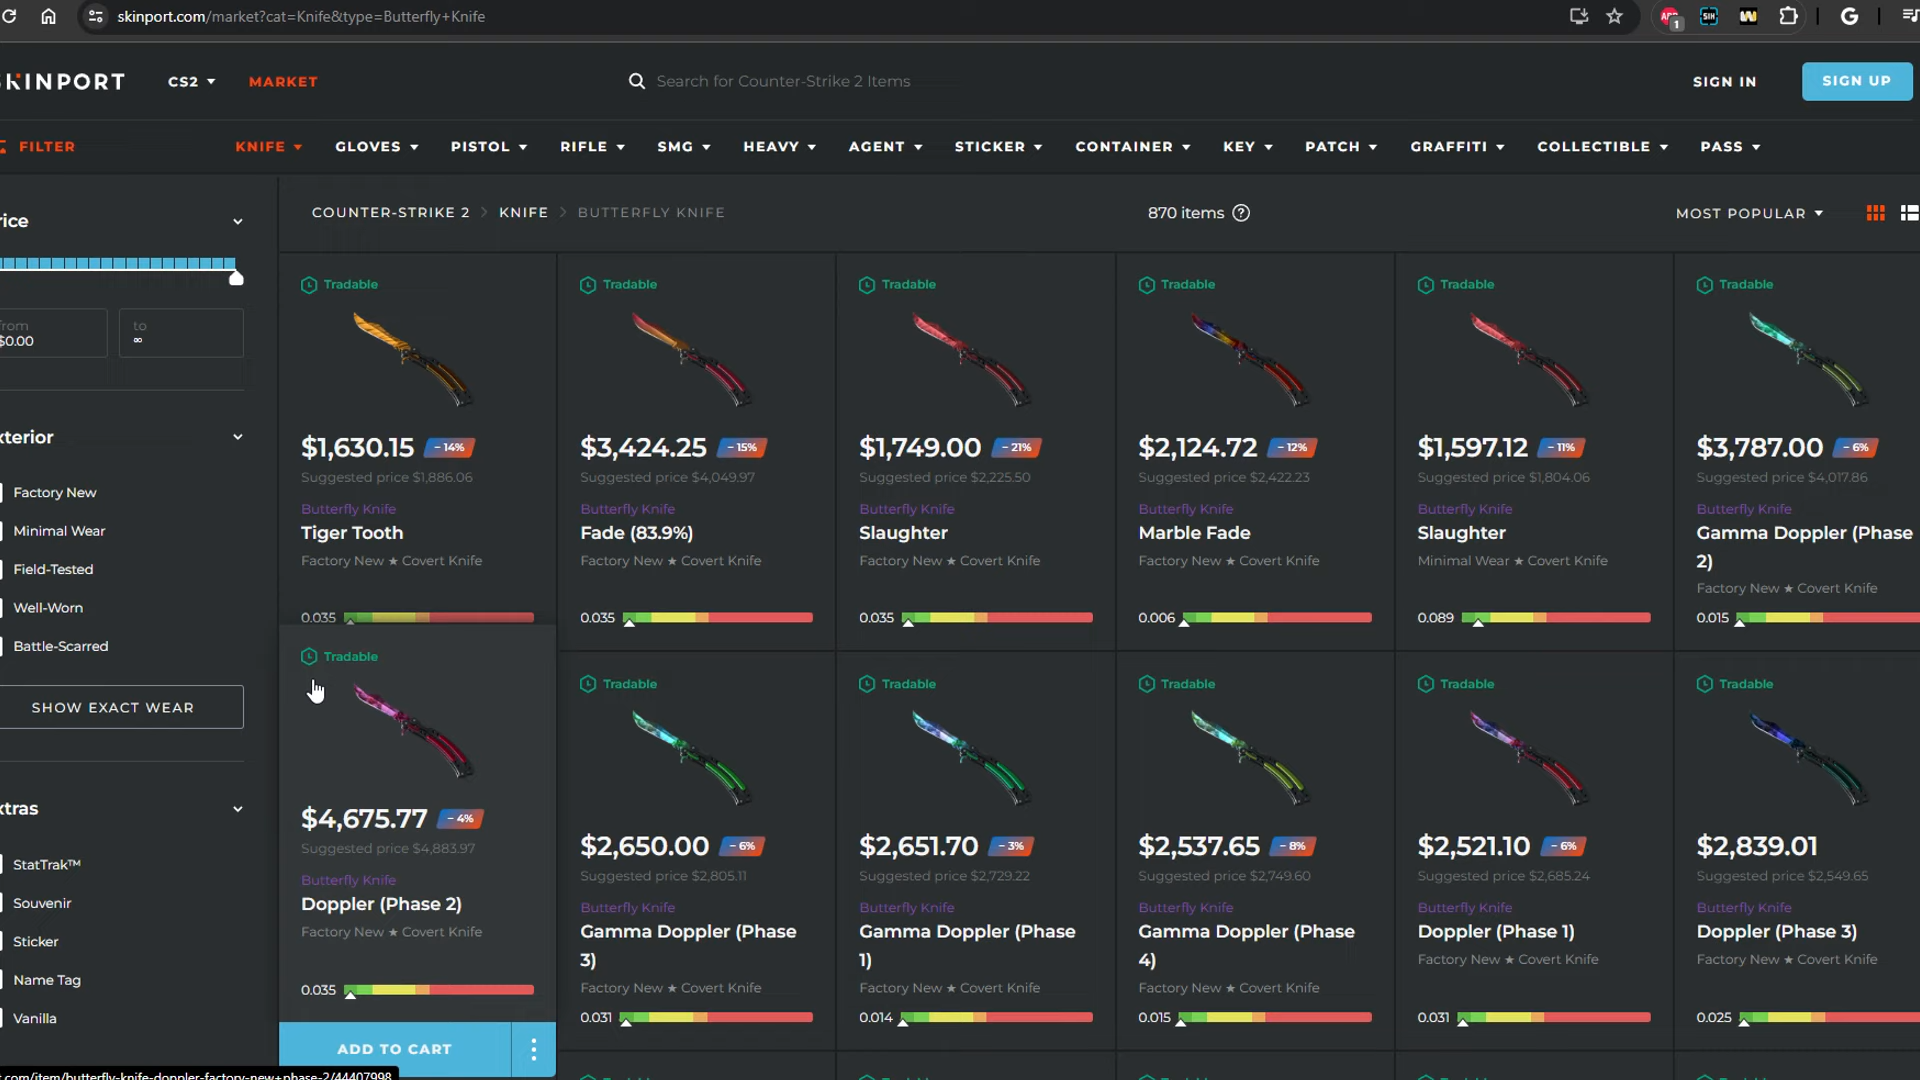 skinport.com/market?cat=Knife&type=Butterfly+Knife
SKINPORT
CS2
MARKET
Search for Counter-Strike 2 Items
SIGN IN
SIGN UP
FILTER
KNIFE
GLOVES
PISTOL
RIFLE
SMG
HEAVY
AGENT
STICKER
CONTAINER
KEY
PATCH
GRAFFITI
COLLECTIBLE
PASS
rice
from
$0.00
to
∞
xterior
Factory New
Minimal Wear
Field-Tested
Well-Worn
Battle-Scarred
SHOW EXACT WEAR
xtras
StatTrak™
Souvenir
Sticker
Name Tag
Vanilla
COUNTER-STRIKE 2 > KNIFE > BUTTERFLY KNIFE
870 items ?
MOST POPULAR
Tradable
$1,630.15 - 14%
Suggested price $1,886.06
Butterfly Knife
Tiger Tooth
Factory New ★ Covert Knife
0.035
Tradable
$3,424.25 - 15%
Suggested price $4,049.97
Butterfly Knife
Fade (83.9%)
Factory New ★ Covert Knife
0.035
Tradable
$1,749.00 - 21%
Suggested price $2,225.50
Butterfly Knife
Slaughter
Factory New ★ Covert Knife
0.035
Tradable
$2,124.72 - 12%
Suggested price $2,422.23
Butterfly Knife
Marble Fade
Factory New ★ Covert Knife
0.006
Tradable
$1,597.12 - 11%
Suggested price $1,804.06
Butterfly Knife
Slaughter
Minimal Wear ★ Covert Knife
0.089
Tradable
$3,787.00 - 6%
Suggested price $4,017.86
Butterfly Knife
Gamma Doppler (Phase
2)
Factory New ★ Covert Knife
0.015
Tradable
$4,675.77 - 4%
Suggested price $4,883.97
Butterfly Knife
Doppler (Phase 2)
Factory New ★ Covert Knife
0.035
ADD TO CART
Tradable
$2,650.00 - 6%
Suggested price $2,805.11
Butterfly Knife
Gamma Doppler (Phase
3)
Factory New ★ Covert Knife
0.031
Tradable
$2,651.70 - 3%
Suggested price $2,729.22
Butterfly Knife
Gamma Doppler (Phase
1)
Factory New ★ Covert Knife
0.014
Tradable
$2,537.65 - 8%
Suggested price $2,749.60
Butterfly Knife
Gamma Doppler (Phase
4)
Factory New ★ Covert Knife
0.015
Tradable
$2,521.10 - 6%
Suggested price $2,685.24
Butterfly Knife
Doppler (Phase 1)
Factory New ★ Covert Knife
0.031
Tradable
$2,839.01
Suggested price $2,549.65
Butterfly Knife
Doppler (Phase 3)
Factory New ★ Covert Knife
0.025
t.com/item/butterfly-knife-doppler-factory-new+phase-2/44407998